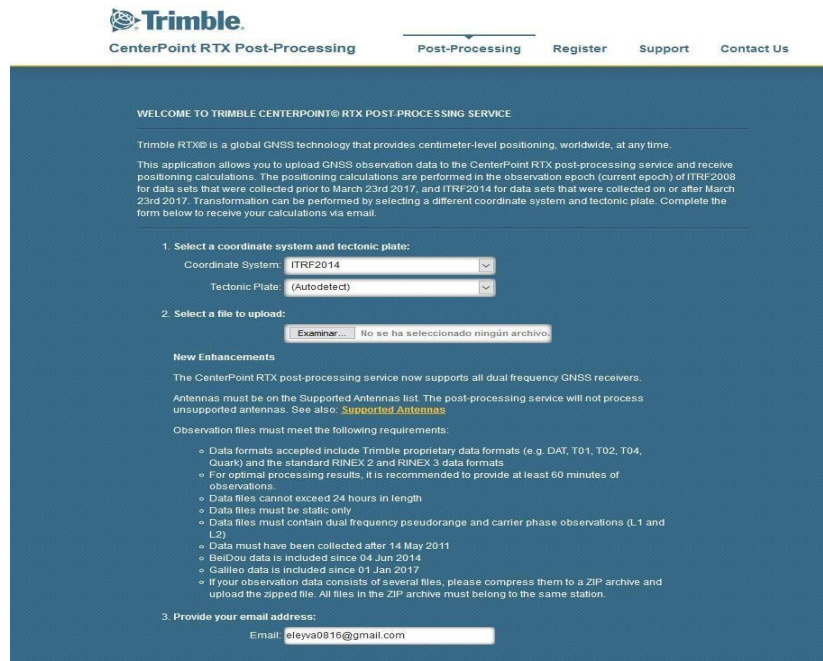 Trimble.
CenterPoint RTX Post-Processing
Post-Processing Register Support Contact Us
WELCOME TO TRIMBLE CENTERPOINT© RTX POST-PROCESSING SERVICE
Trimble RTX© is a global GNSS technology that provides centimeter-level positioning, worldwide, at any time.
This application allows you to upload GNSS observation data to the CenterPoint RTX post-processing service and receive
positioning calculations. The positioning calculations are performed in the observation epoch (current epoch) of ITRF2008
for data sets that were collected prior to March 23rd 2017, and ITRF2014 for data sets that were collected on or after March
23rd 2017. Transformation can be performed by selecting a different coordinate system and tectonic plate. Complete the
form below to receive your calculations via email.
1. Select a coordinate system and tectonic plate:
Coordinate System: ITRF2014
Tectonic Plate: (Autodetect)
2. Select a file to upload:
Examinar... No se ha seleccionado ningún archivo.
New Enhancements
The CenterPoint RTX post-processing service now supports all dual frequency GNSS receivers.
Antennas must be on the Supported Antennas list. The post-processing service will not process
unsupported antennas. See also: Supported Antennas
Observation files must meet the following requirements:
Data formats accepted include Trimble proprietary data formats (e.g. DAT, T01, T02, T04,
Quark) and the standard RINEX 2 and RINEX 3 data formats
For optimal processing results, it is recommended to provide at least 60 minutes of
observations.
Data files cannot exceed 24 hours in length
Data files must be static only
Data files must contain dual frequency pseudorange and carrier phase observations (L1 and
L2)
Data must have been collected after 14 May 2011
BeiDou data is included since 04 Jun 2014
Galileo data is included since 01 Jan 2017
If your observation data consists of several files, please compress them to a ZIP archive and
upload the zipped file. All files in the ZIP archive must belong to the same station.
3. Provide your email address:
Email: eleyva0816@gmail.com